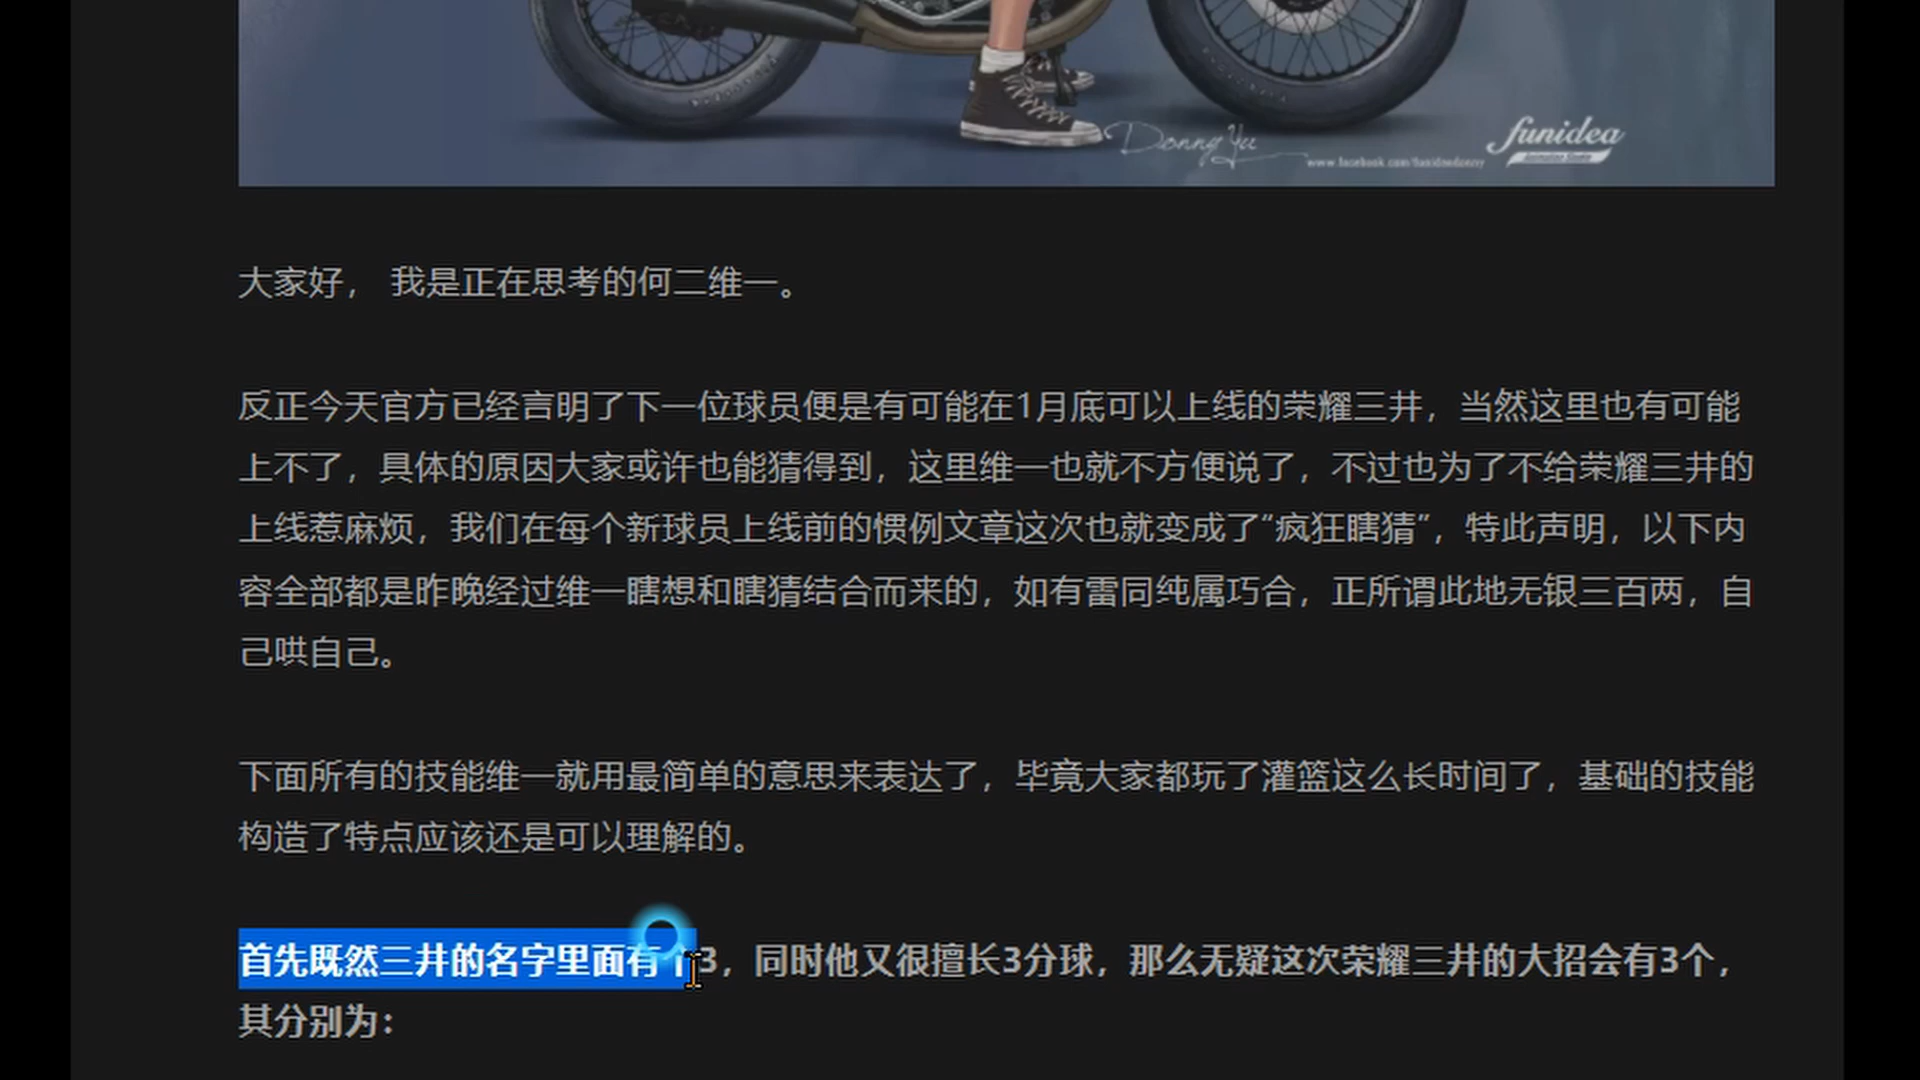 Donny Yu
funidea
www.facebook.com/funideadonny
大家好， 我是正在思考的何二维一。
反正今天官方已经言明了下一位球员便是有可能在1月底可以上线的荣耀三井，当然这里也有可能
上不了，具体的原因大家或许也能猜得到，这里维一也就不方便说了，不过也为了不给荣耀三井的
上线惹麻烦，我们在每个新球员上线前的惯例文章这次也就变成了“疯狂瞎猜”，特此声明，以下内
容全部都是昨晚经过维一瞎想和瞎猜结合而来的，如有雷同纯属巧合，正所谓此地无银三百两，自
己哄自己。
下面所有的技能维一就用最简单的意思来表达了，毕竟大家都玩了灌篮这么长时间了，基础的技能
构造了特点应该还是可以理解的。
首先既然三井的名字里面有个3，同时他又很擅长3分球，那么无疑这次荣耀三井的大招会有3个，
其分别为：